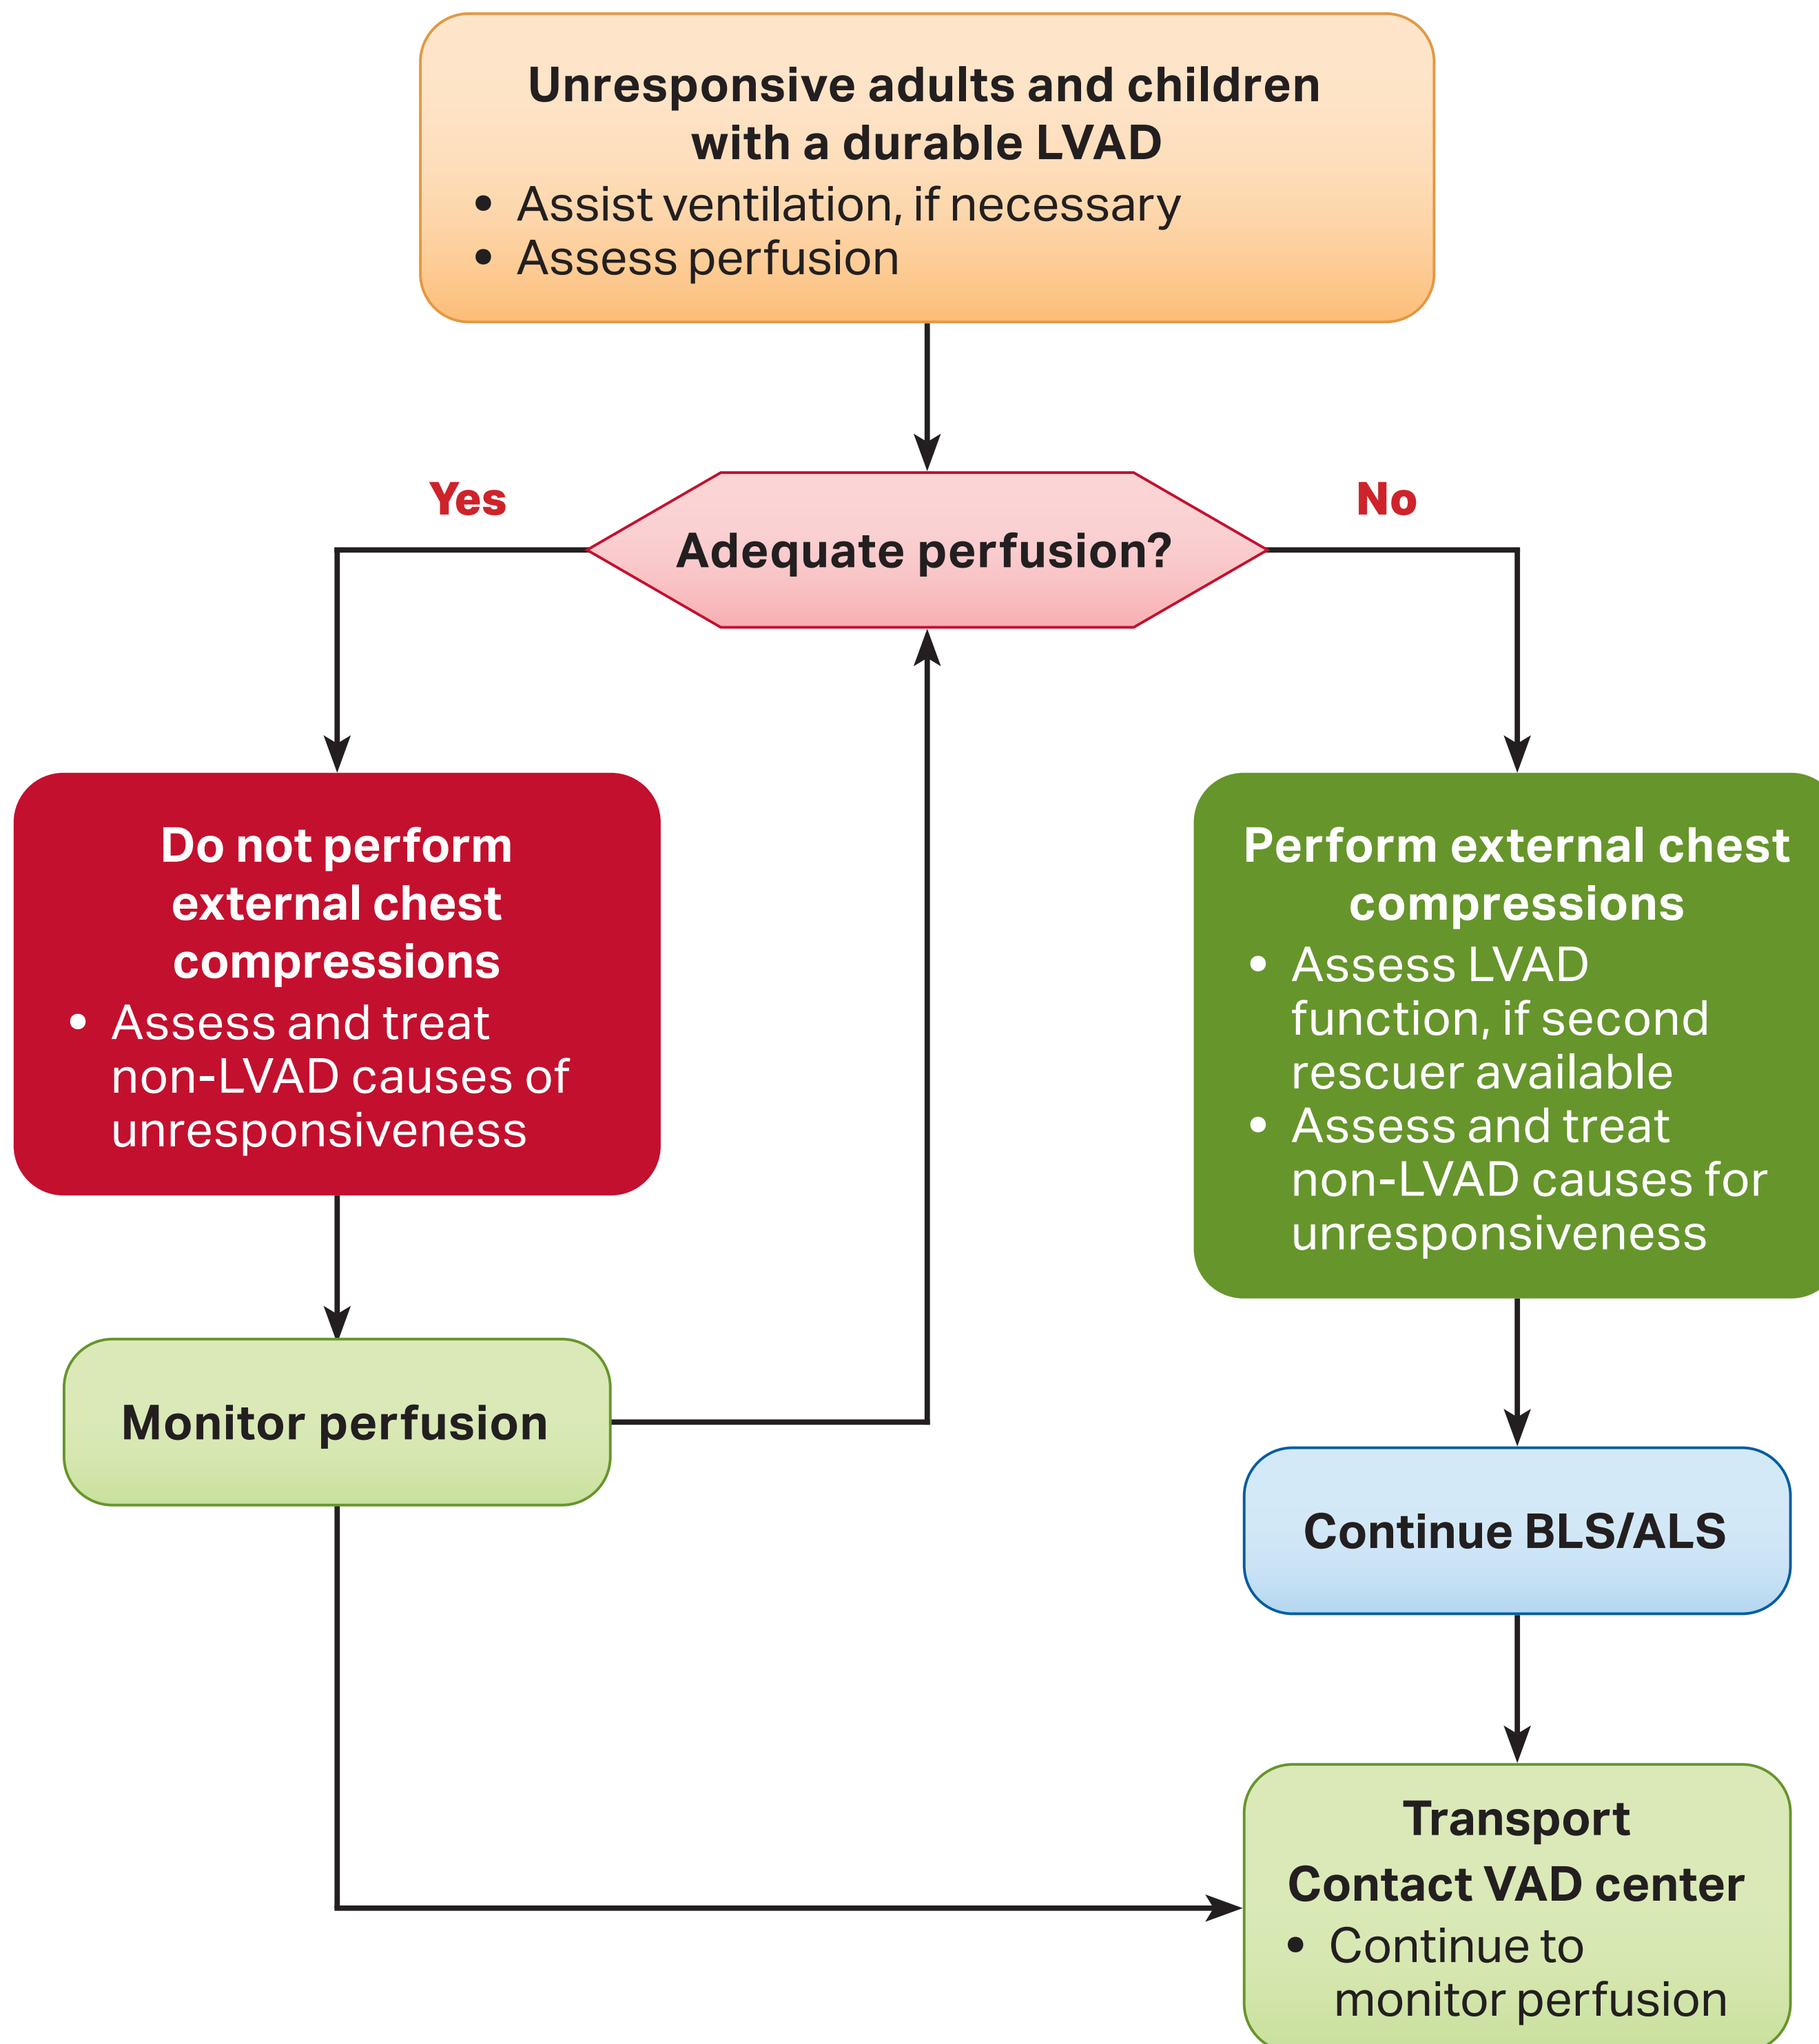 Unresponsive adults and children
with a durable LVAD
• Assist ventilation, if necessary
• Assess perfusion
Yes
No
Adequate perfusion?
Do not perform
external chest
compressions
• Assess and treat
non-LVAD causes of
unresponsiveness
Perform external chest
compressions
• Assess LVAD
function, if second
rescuer available
• Assess and treat
non-LVAD causes for
unresponsiveness
Monitor perfusion
Continue BLS/ALS
Transport
Contact VAD center
• Continue to
monitor perfusion